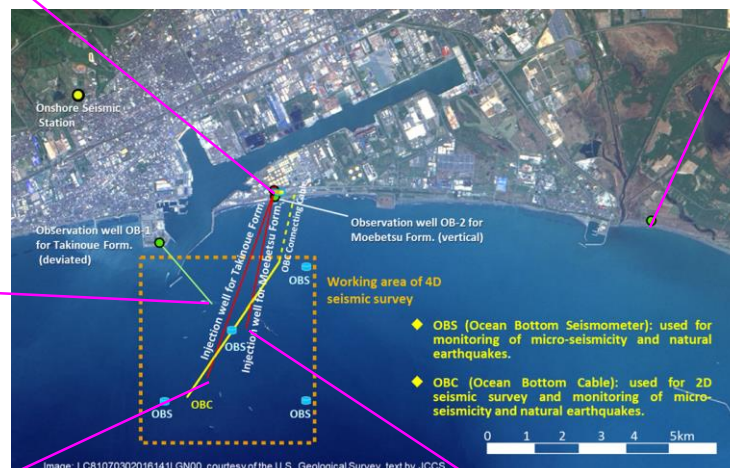 Onshore Seismic
Station
Observation well OB-1
for Takinoue Form.
(deviated)
Injection well for Takinoue Form.
Injection well for Moebetsu Form.
OBC Connecting Cable
Observation well OB-2 for
Moebetsu Form. (vertical)
OBS
Working area of 4D
seismic survey
OBS
OBC
OBS
OBS
◆ OBS (Ocean Bottom Seismometer): used for
monitoring of micro-seismicity and natural
earthquakes.
◆ OBC (Ocean Bottom Cable): used for 2D
seismic survey and monitoring of micro-
seismicity and natural earthquakes.
0 1 2 3 4 5km
Image: LC81070302016141LGN00, courtesy of the U.S. Geological Survey, text by JCCS